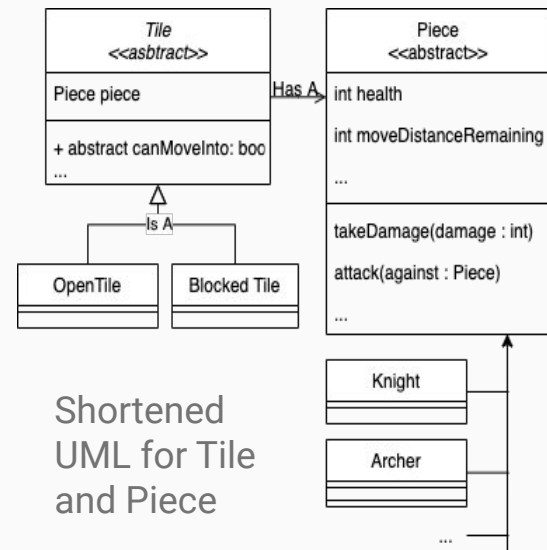 Tile
<<asbtract>>
Piece piece
+ abstract canMoveInto: boo
...
Has A
Piece
<<abstract>>
int health
int moveDistanceRemaining
...
takeDamage(damage : int)
attack(against : Piece)
...
Is A
OpenTile
Blocked Tile
Knight
Archer
...
Shortened
UML for Tile
and Piece